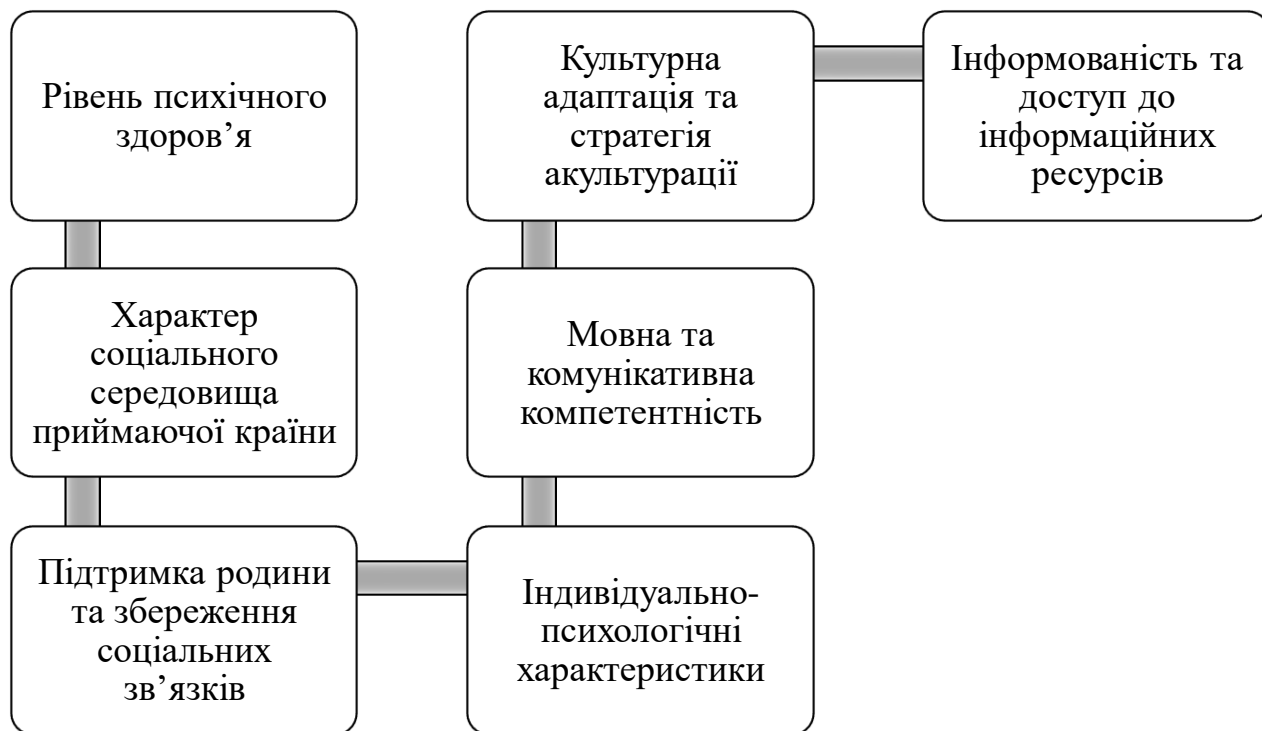 Рівень психічного
здоров’я
Характер
соціального
середовища
приймаючої країни
Підтримка родини
та збереження
соціальних
зв’язків
Індивідуально-
психологічні
характеристики
Мовна та
комунікативна
компетентність
Культурна
адаптація та
стратегія
акультурації
Інформованість та
доступ до
інформаційних
ресурсів